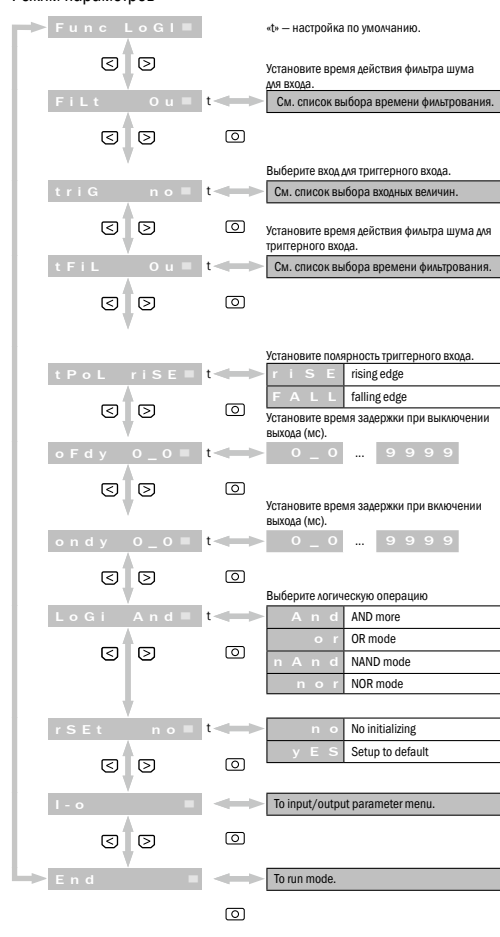 Режим параметров
Func LoGI
«t» — настройка по умолчанию.
Установите время действия фильтра шума
для входа.
FiLt 0u t См. список выбора времени фильтрования.
Выберите вход для триггерного входа.
triG no t См. список выбора входных величин.
Установите время действия фильтра шума для
триггерного входа.
tFiL 0u t См. список выбора времени фильтрования.
Установите полярность триггерного входа.
tPoL riSE t riSE rising edge
FALL falling edge
Установите время задержки при выключении
выхода (мс).
oFdy 0_0 t 0_0 ... 9999
Установите время задержки при включении
выхода (мс).
ondy 0_0 t 0_0 ... 9999
Выберите логическую операцию
LoGi And t And AND more
or OR mode
nAnd NAND mode
nor NOR mode
rSEt no t no No initializing
yES Setup to default
I-o To input/output parameter menu.
End To run mode.